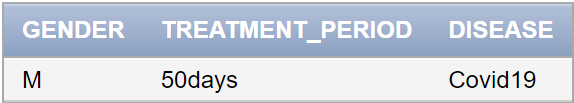 GENDER TREATMENT_PERIOD DISEASE
M 50days Covid19